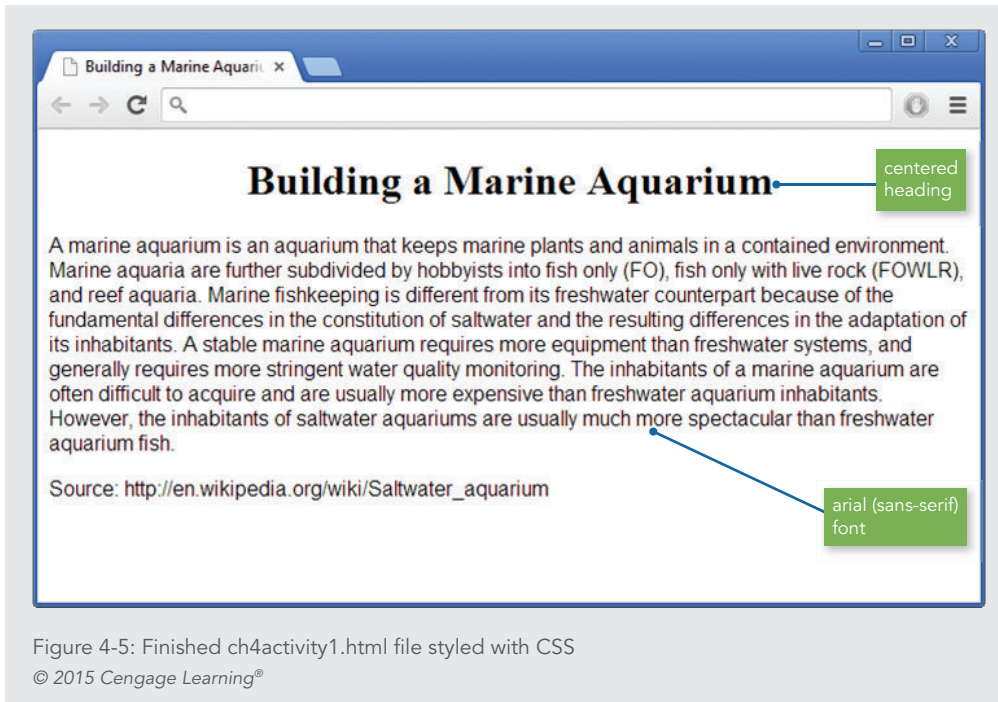 Building a Marine Aquari
Building a Marine Aquarium
centered
heading
A marine aquarium is an aquarium that keeps marine plants and animals in a contained environment.
Marine aquaria are further subdivided by hobbyists into fish only (FO), fish only with live rock (FOWLR),
and reef aquaria. Marine fishkeeping is different from its freshwater counterpart because of the
fundamental differences in the constitution of saltwater and the resulting differences in the adaptation of
its inhabitants. A stable marine aquarium requires more equipment than freshwater systems, and
generally requires more stringent water quality monitoring. The inhabitants of a marine aquarium are
often difficult to acquire and are usually more expensive than freshwater aquarium inhabitants.
However, the inhabitants of saltwater aquariums are usually much more spectacular than freshwater
aquarium fish.
Source: http://en.wikipedia.org/wiki/Saltwater_aquarium
arial (sans-serif)
font
Figure 4-5: Finished ch4activity1.html file styled with CSS
© 2015 Cengage Learning®